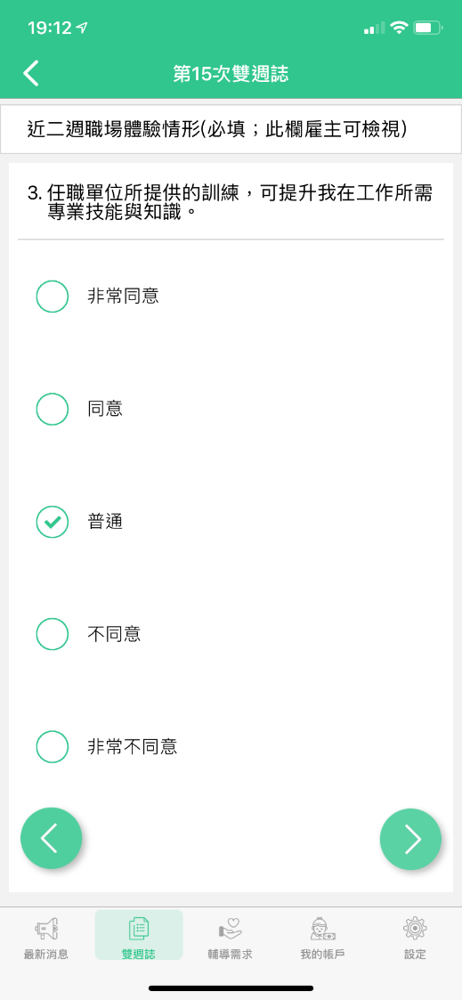 19:12
第15次雙週誌
近二週職場體驗情形(必填；此欄雇主可檢視)
3. 任職單位所提供的訓練，可提升我在工作所需
專業技能與知識。
非常同意
同意
普通
不同意
非常不同意
最新消息 雙週誌 輔導需求 我的帳戶 設定